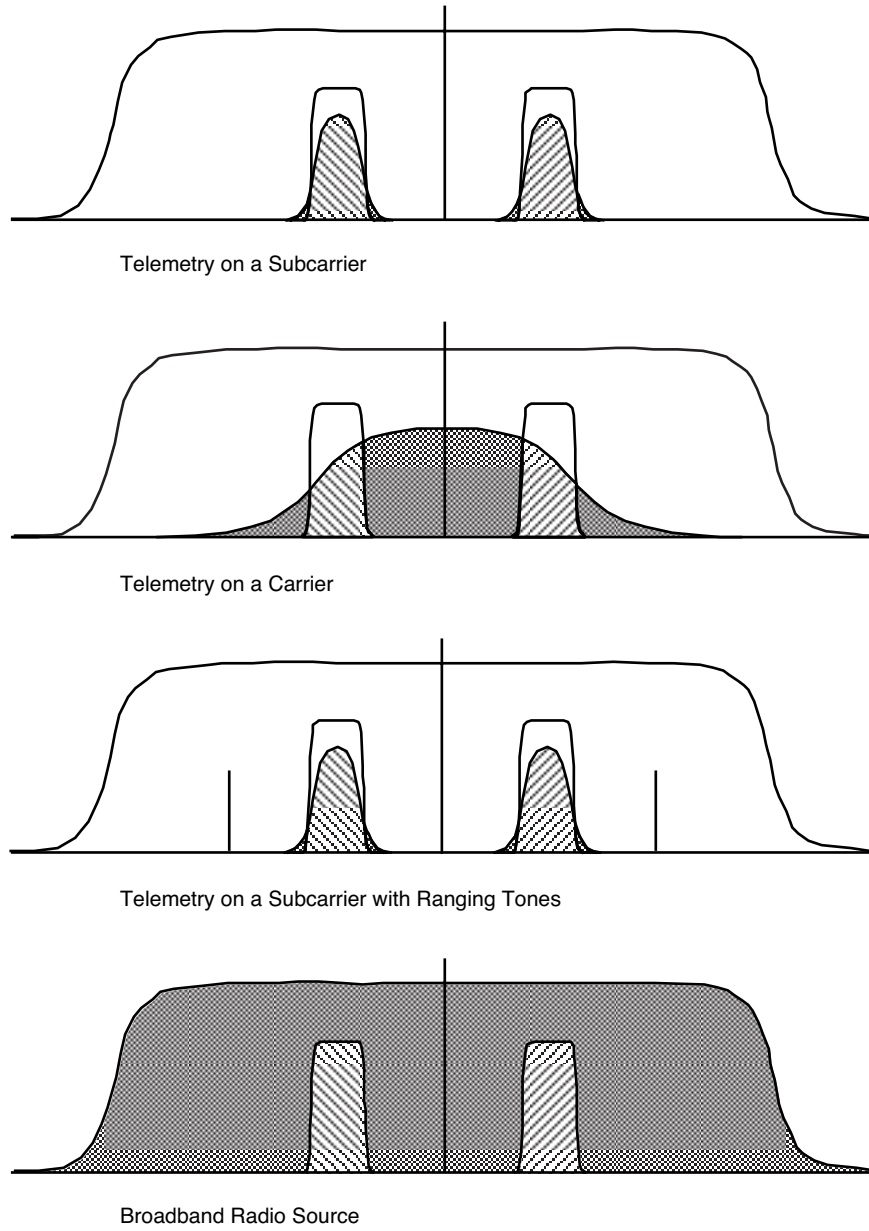 Telemetry on a Subcarrier
Telemetry on a Carrier
Telemetry on a Subcarrier with Ranging Tones
Broadband Radio Source